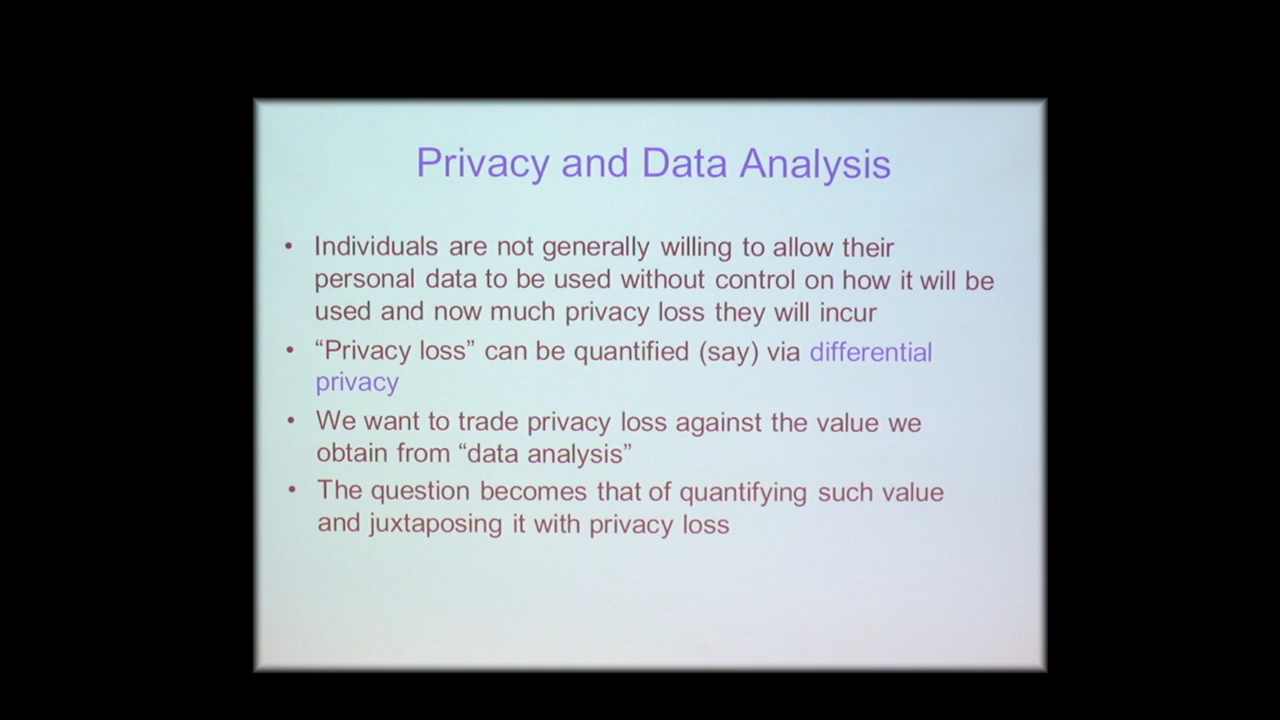 Privacy and Data Analysis
• Individuals are not generally willing to allow their
personal data to be used without control on how it will be
used and now much privacy loss they will incur
• “Privacy loss” can be quantified (say) via differential
privacy
• We want to trade privacy loss against the value we
obtain from “data analysis”
• The question becomes that of quantifying such value
and juxtaposing it with privacy loss